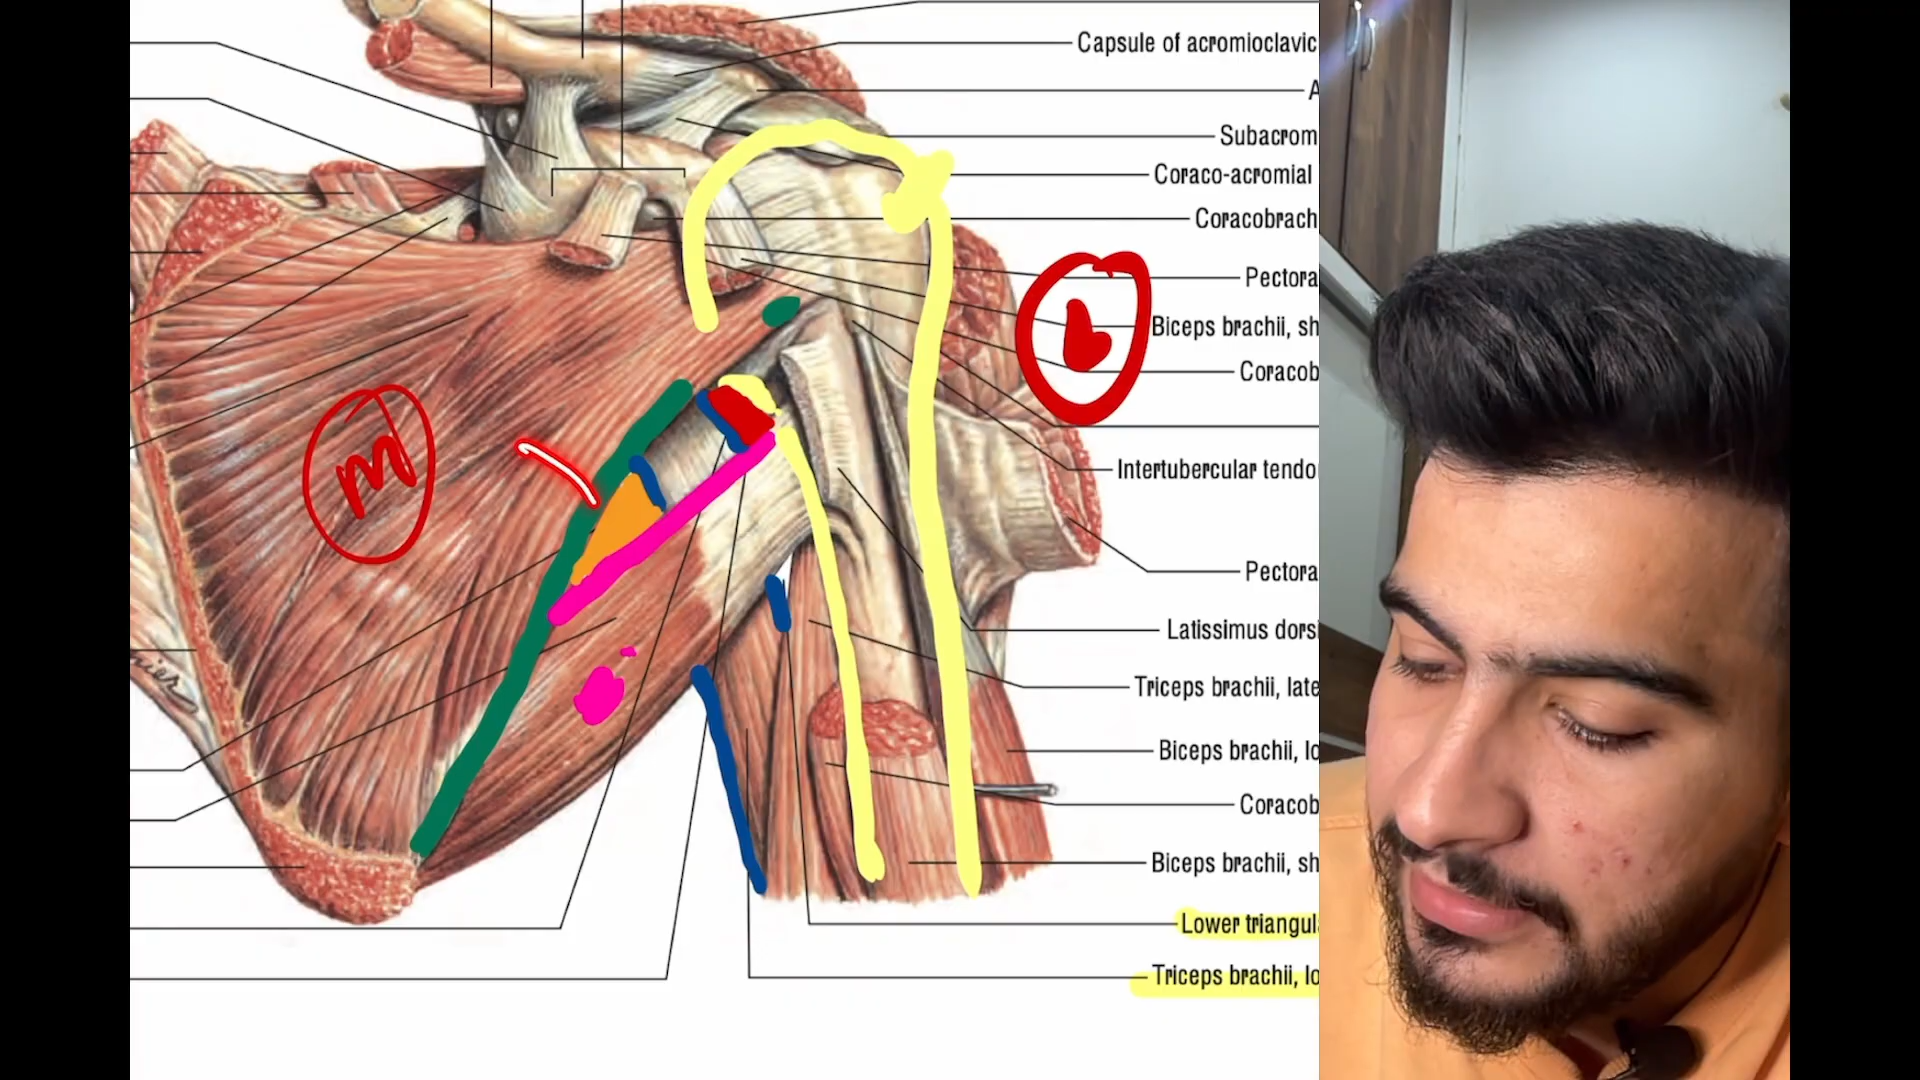 Capsule of acromioclavic
A
Subacrom
Coraco-acromial
Coracobrach
Pectora
Biceps brachii, sh
Coracob
Intertubercular tendo
Pectora
Latissimus dorsi
Triceps brachii, late
Biceps brachii, lo
Coracob
Biceps brachii, sh
Lower triangul
Triceps brachii, lo
m
L